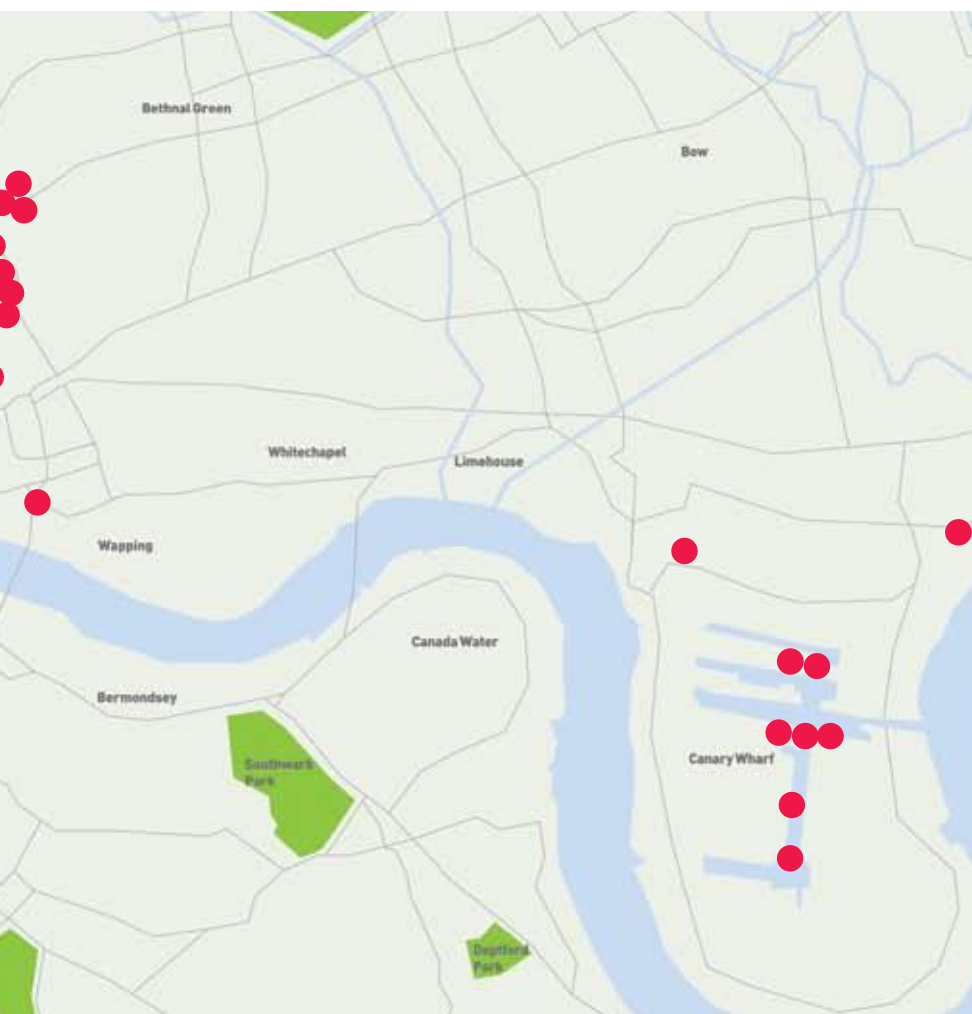 Bethnal Green
Bow
Whitechapel
Limehouse
Wapping
Canada Water
Bermondsey
Southwark
Park
Canary Wharf
Deptford
Park